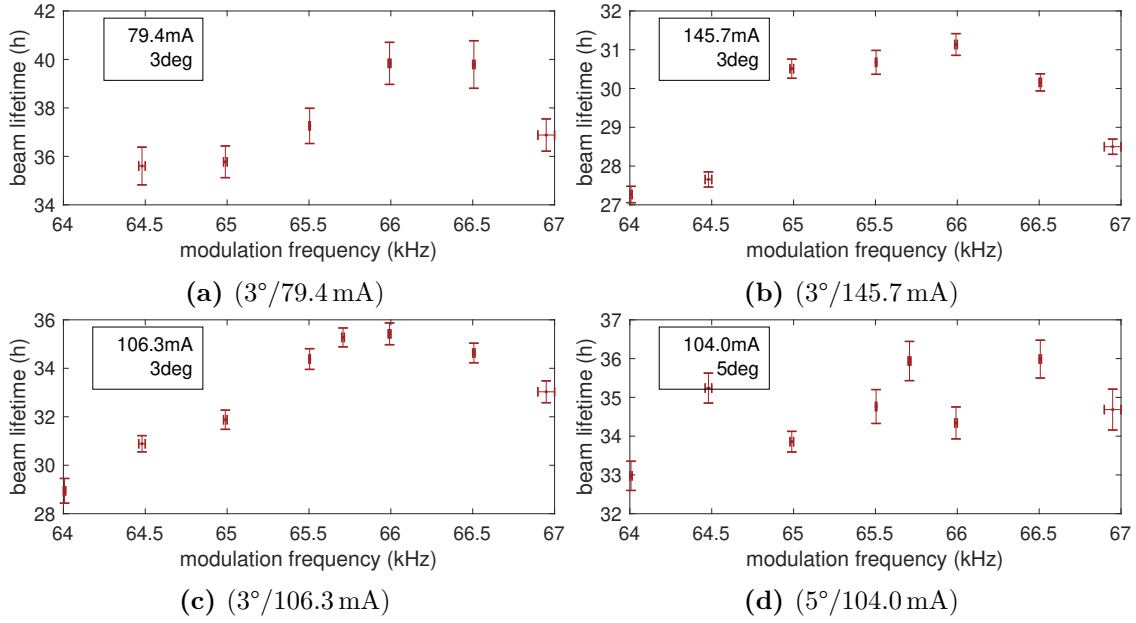 42
40
38
36
34
beam lifetime (h)
79.4mA
3deg
64
64.5
65
65.5
66
66.5
67
modulation frequency (kHz)
(a) (3°/79.4 mA)
31
30
29
28
27
beam lifetime (h)
145.7mA
3deg
64
64.5
65
65.5
66
66.5
67
modulation frequency (kHz)
(b) (3°/145.7 mA)
36
34
32
30
28
beam lifetime (h)
106.3mA
3deg
64
64.5
65
65.5
66
66.5
67
modulation frequency (kHz)
(c) (3°/106.3 mA)
37
36
35
34
33
32
beam lifetime (h)
104.0mA
5deg
64
64.5
65
65.5
66
66.5
67
modulation frequency (kHz)
(d) (5°/104.0 mA)